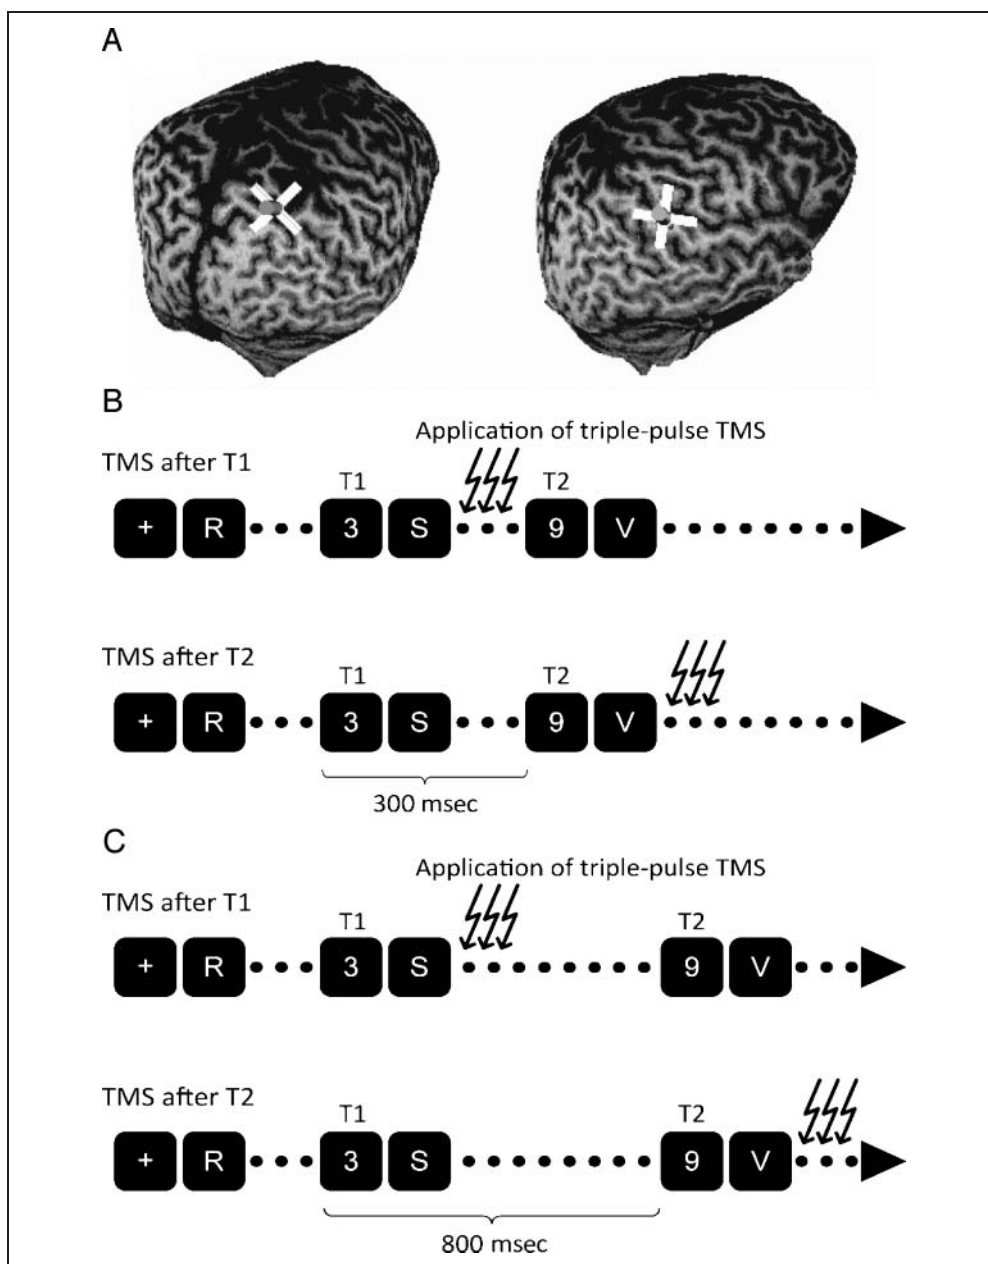 A
B
Application of triple-pulse TMS
TMS after T1
T1 T2
+ R 3 S 9 V
TMS after T2
T1 T2
+ R 3 S 9 V
300 msec
C
Application of triple-pulse TMS
TMS after T1
T1 T2
+ R 3 S 9 V
TMS after T2
T1 T2
+ R 3 S 9 V
800 msec